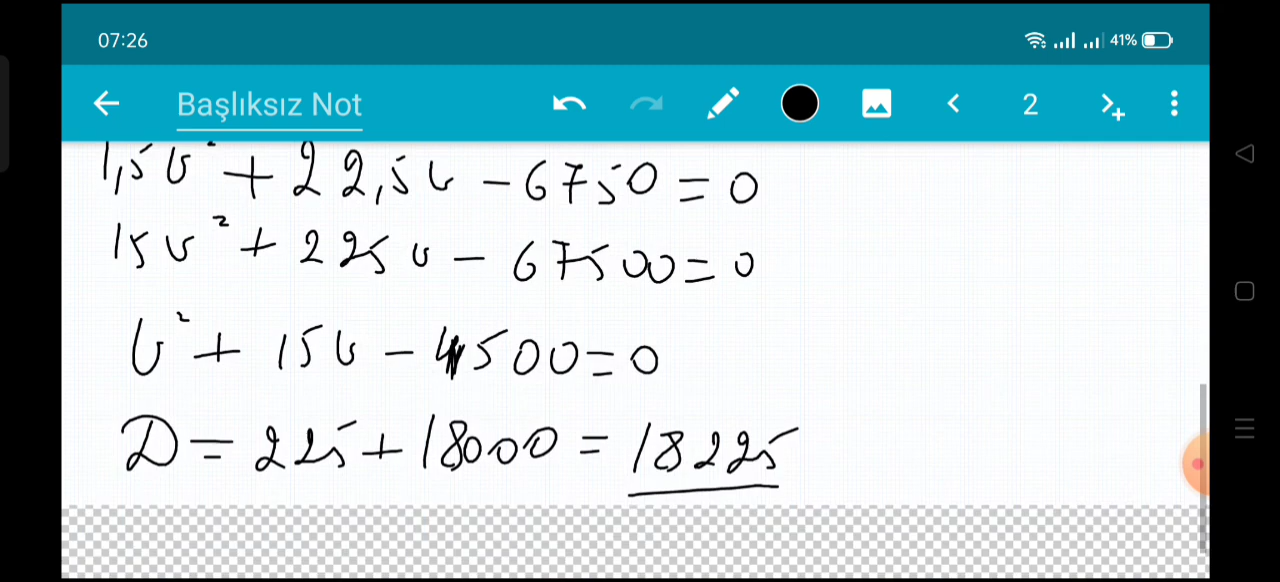 07:26 41%
Başlıksız Not 2
1,5v² + 22,5v - 6750 = 0
15v² + 225v - 67500 = 0
v² + 15v - 4500 = 0
D = 225 + 18000 = 18225